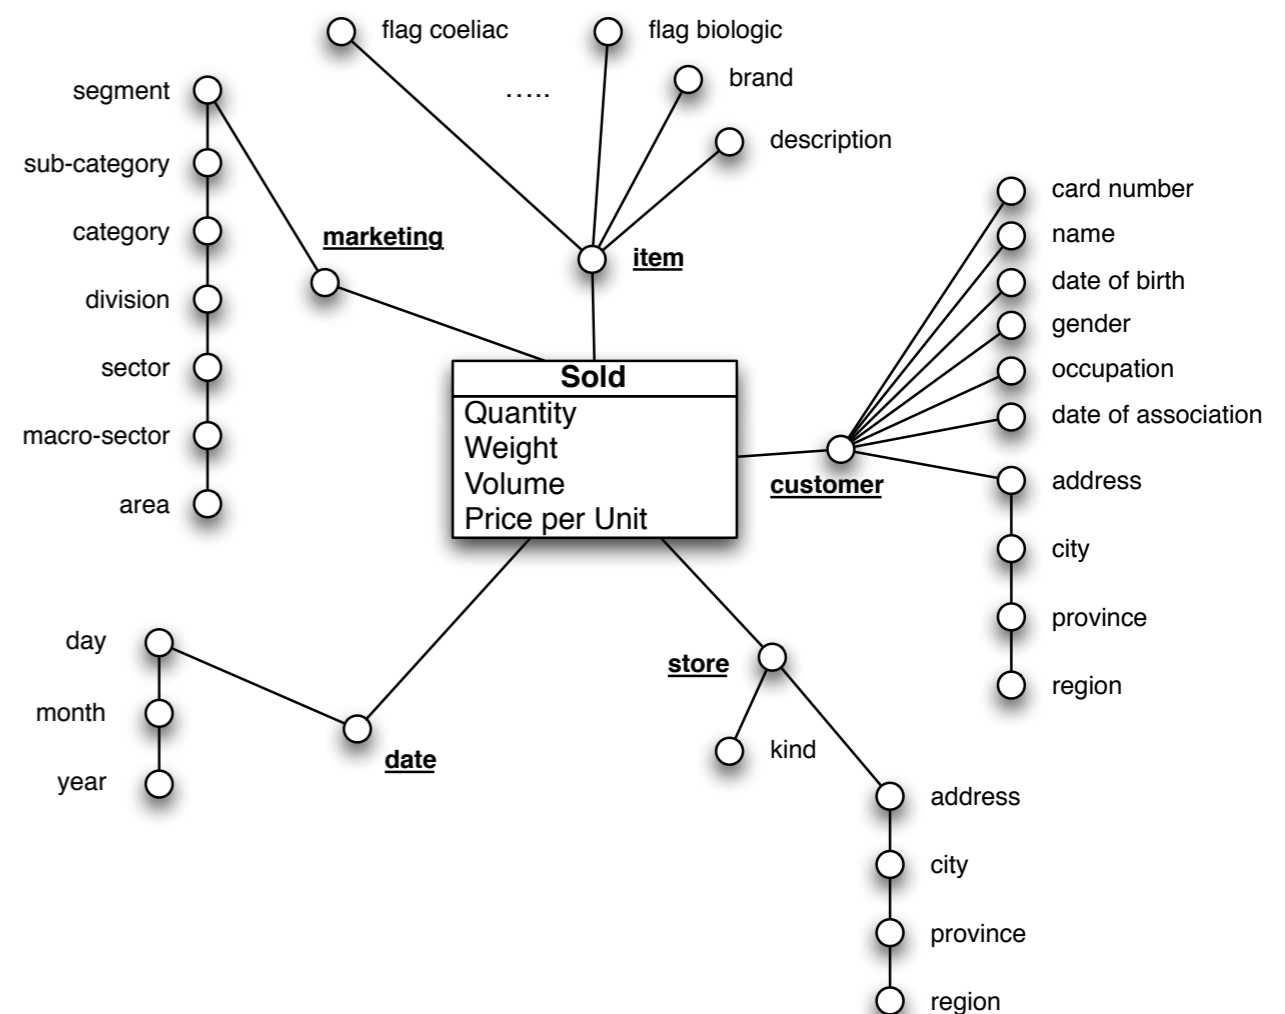 flag coeliac
flag biologic
brand
.....
description
segment
sub-category
category
division
sector
macro-sector
area
marketing
item
card number
name
date of birth
gender
occupation
date of association
address
city
province
region
customer
Sold
Quantity
Weight
Volume
Price per Unit
day
month
year
date
store
kind
address
city
province
region